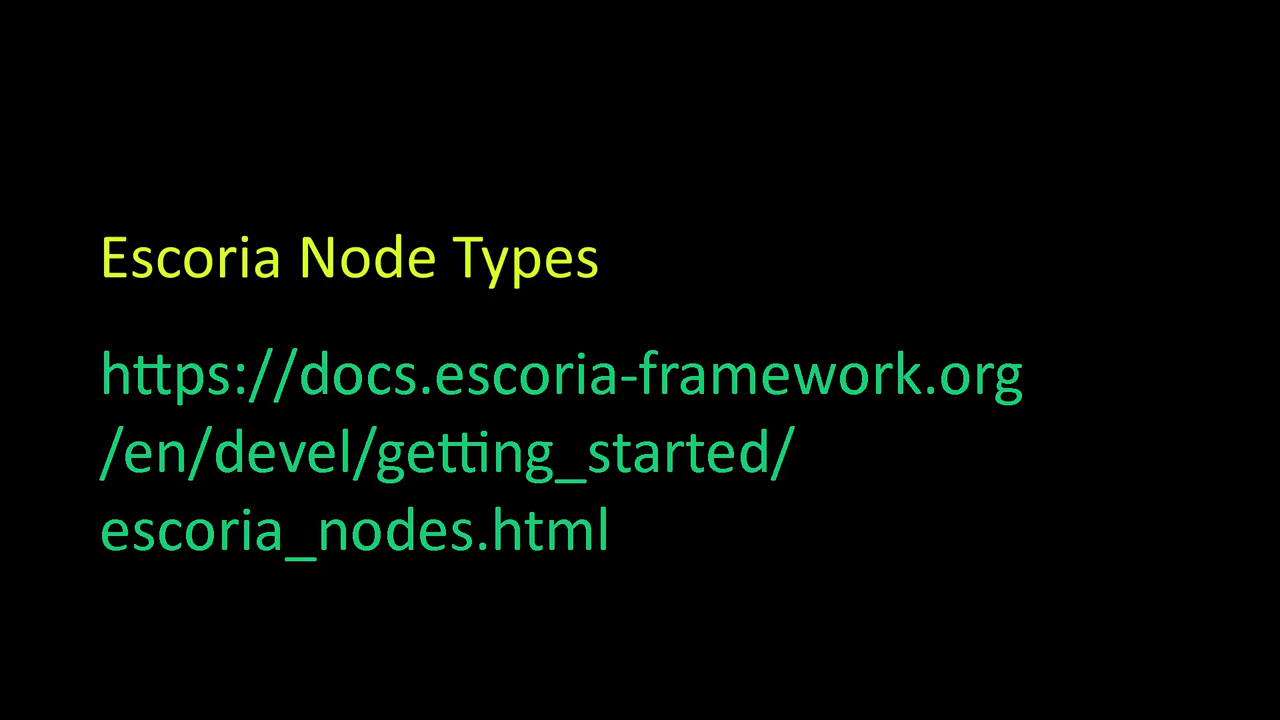 Escoria Node Types
https://docs.escoria-framework.org
/en/devel/getting_started/
escoria_nodes.html